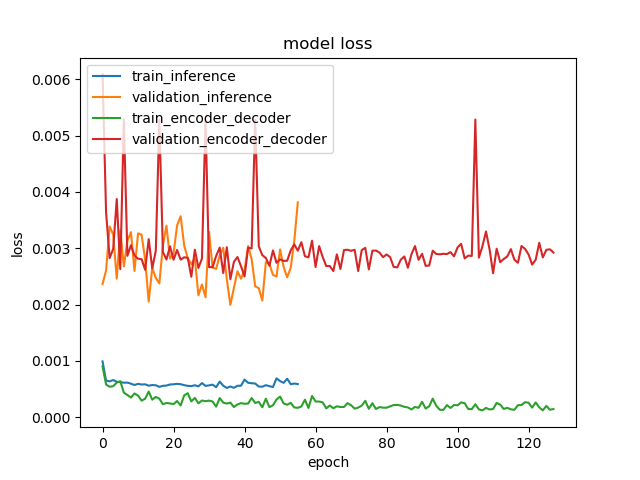 model loss
train_inference
validation_inference
train_encoder_decoder
validation_encoder_decoder
loss
0.006
0.005
0.004
0.003
0.002
0.001
0.000
0 20 40 60 80 100 120
epoch